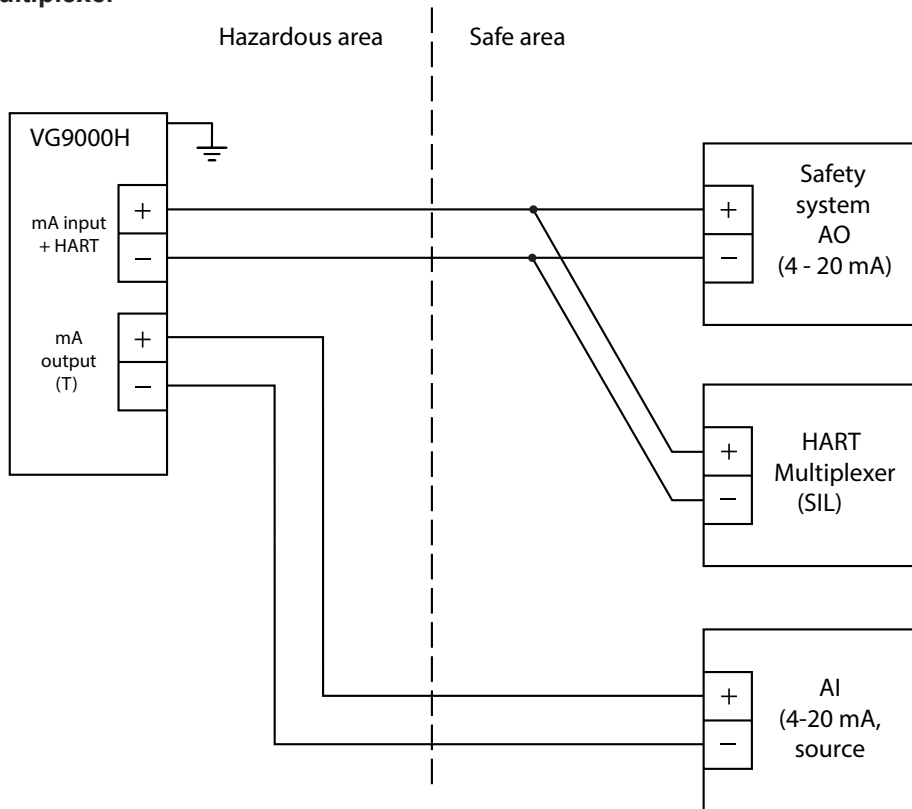 Hazardous area
Safe area
VG9000H
mA input
+ HART
+
−
mA
output
(T)
+
−
Safety
system
AO
(4 - 20 mA)
+
−
HART
Multiplexer
(SIL)
+
−
AI
(4-20 mA,
source
+
−